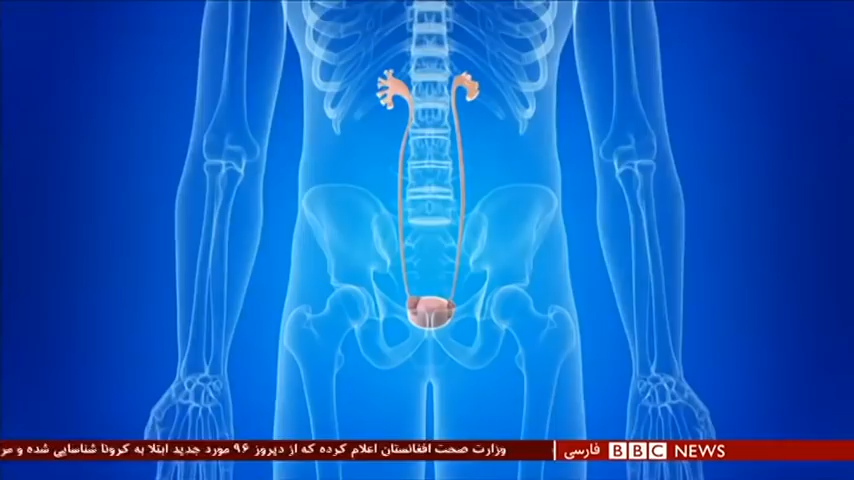 وزارت صحت افغانستان اعلام کرده که از دیروز ۹۶ مورد جدید ابتلا به کرونا شناسایی شده و
BBC NEWS فارسی